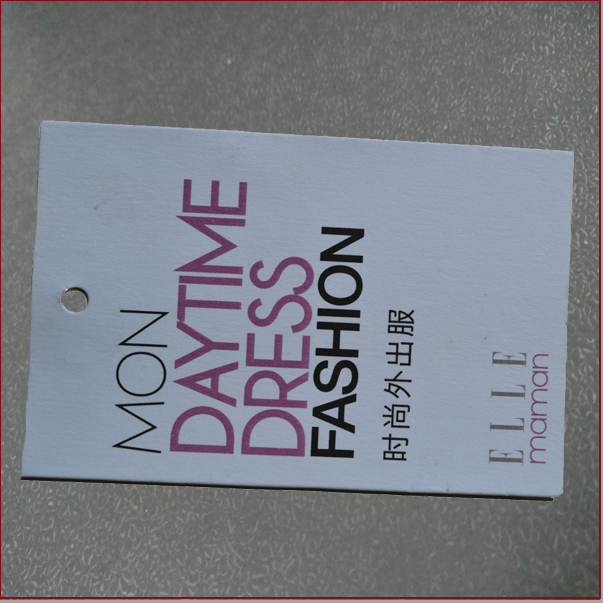 MON
DAYTIME
DRESS
FASHION
时尚外出服
ELLE
maman